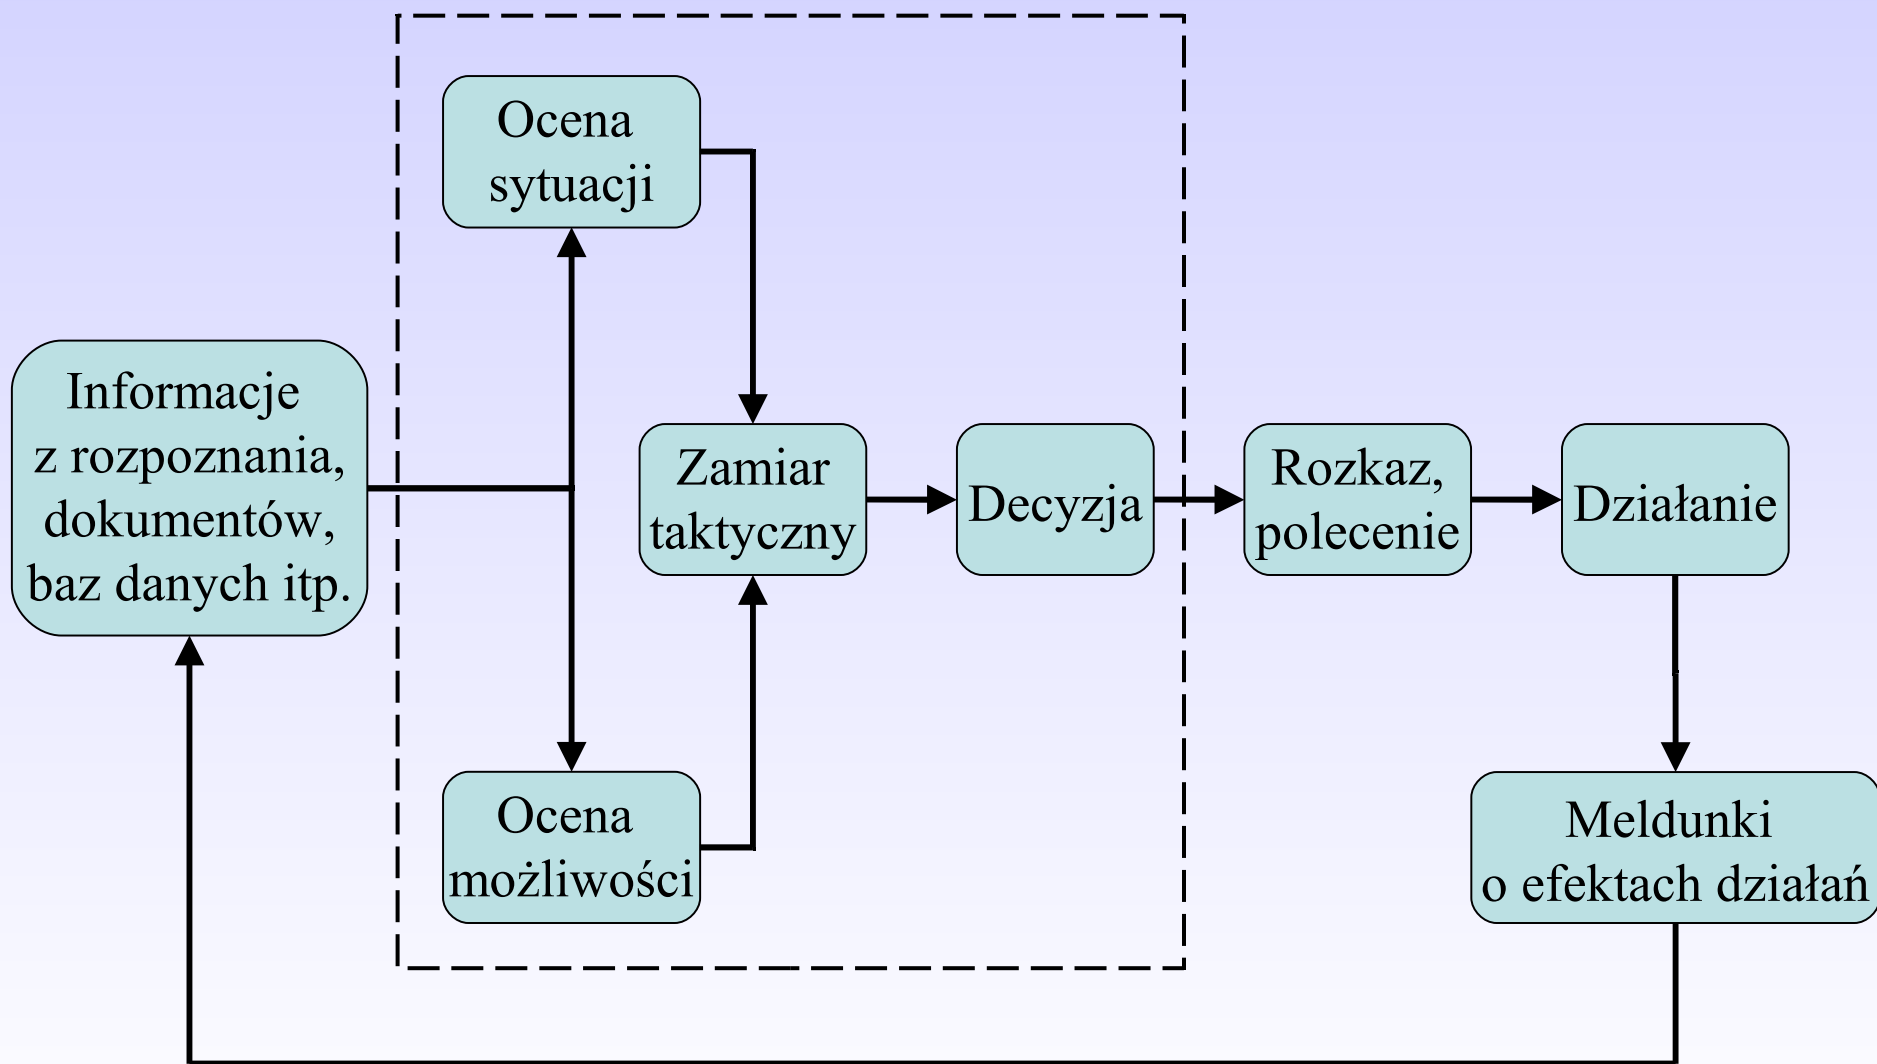 Ocena
sytuacji
Informacje
z rozpoznania,
dokumentów,
baz danych itp.
Zamiar
taktyczny
Decyzja
Rozkaz,
polecenie
Działanie
Ocena
możliwości
Meldunki
o efektach działań